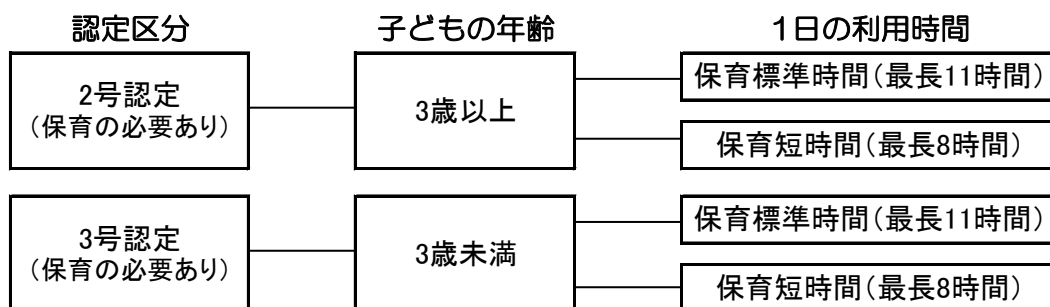 認定区分
子どもの年齢
1日の利用時間
2号認定
（保育の必要あり）
3歳以上
保育標準時間（最長11時間）
保育短時間（最長8時間）
3号認定
（保育の必要あり）
3歳未満
保育標準時間（最長11時間）
保育短時間（最長8時間）